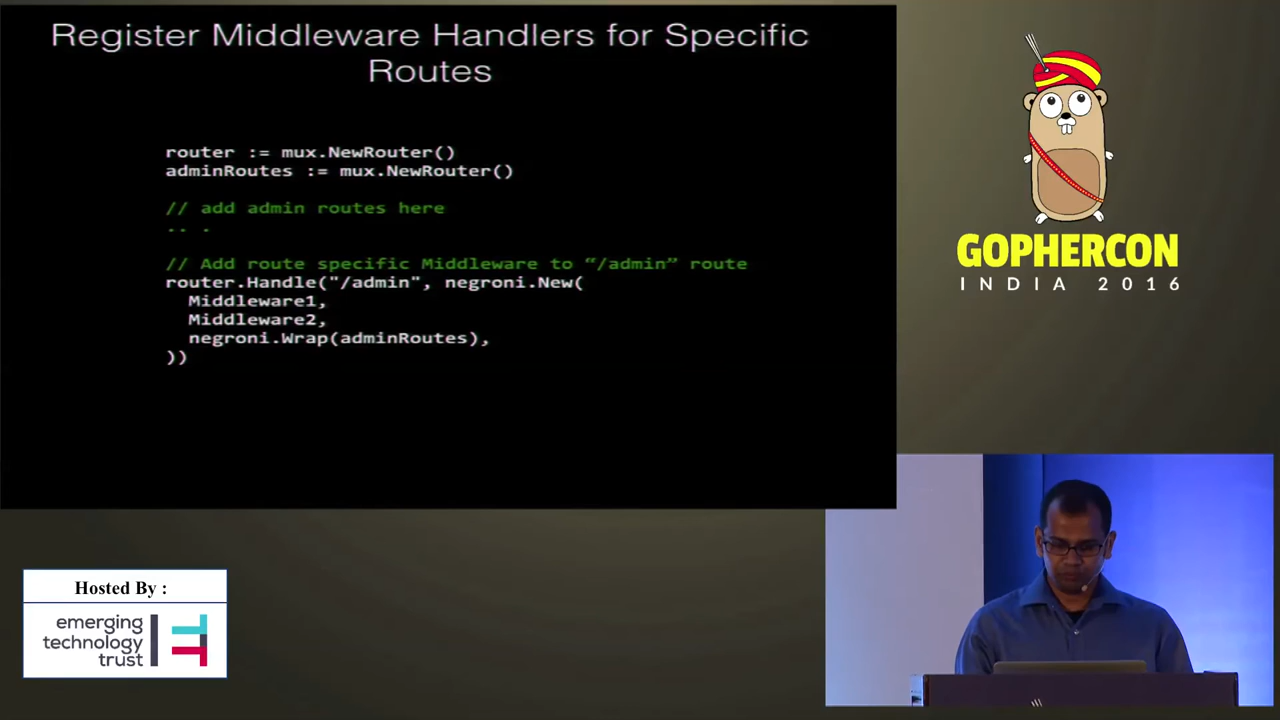 Register Middleware Handlers for Specific
Routes
router := mux.NewRouter()
adminRoutes := mux.NewRouter()
// add admin routes here
.. .
// Add route specific Middleware to “/admin” route
router.Handle("/admin", negroni.New(
Middleware1,
Middleware2,
negroni.Wrap(adminRoutes),
))
GOPHERCON
INDIA 2016
Hosted By :
emerging
technology
trust